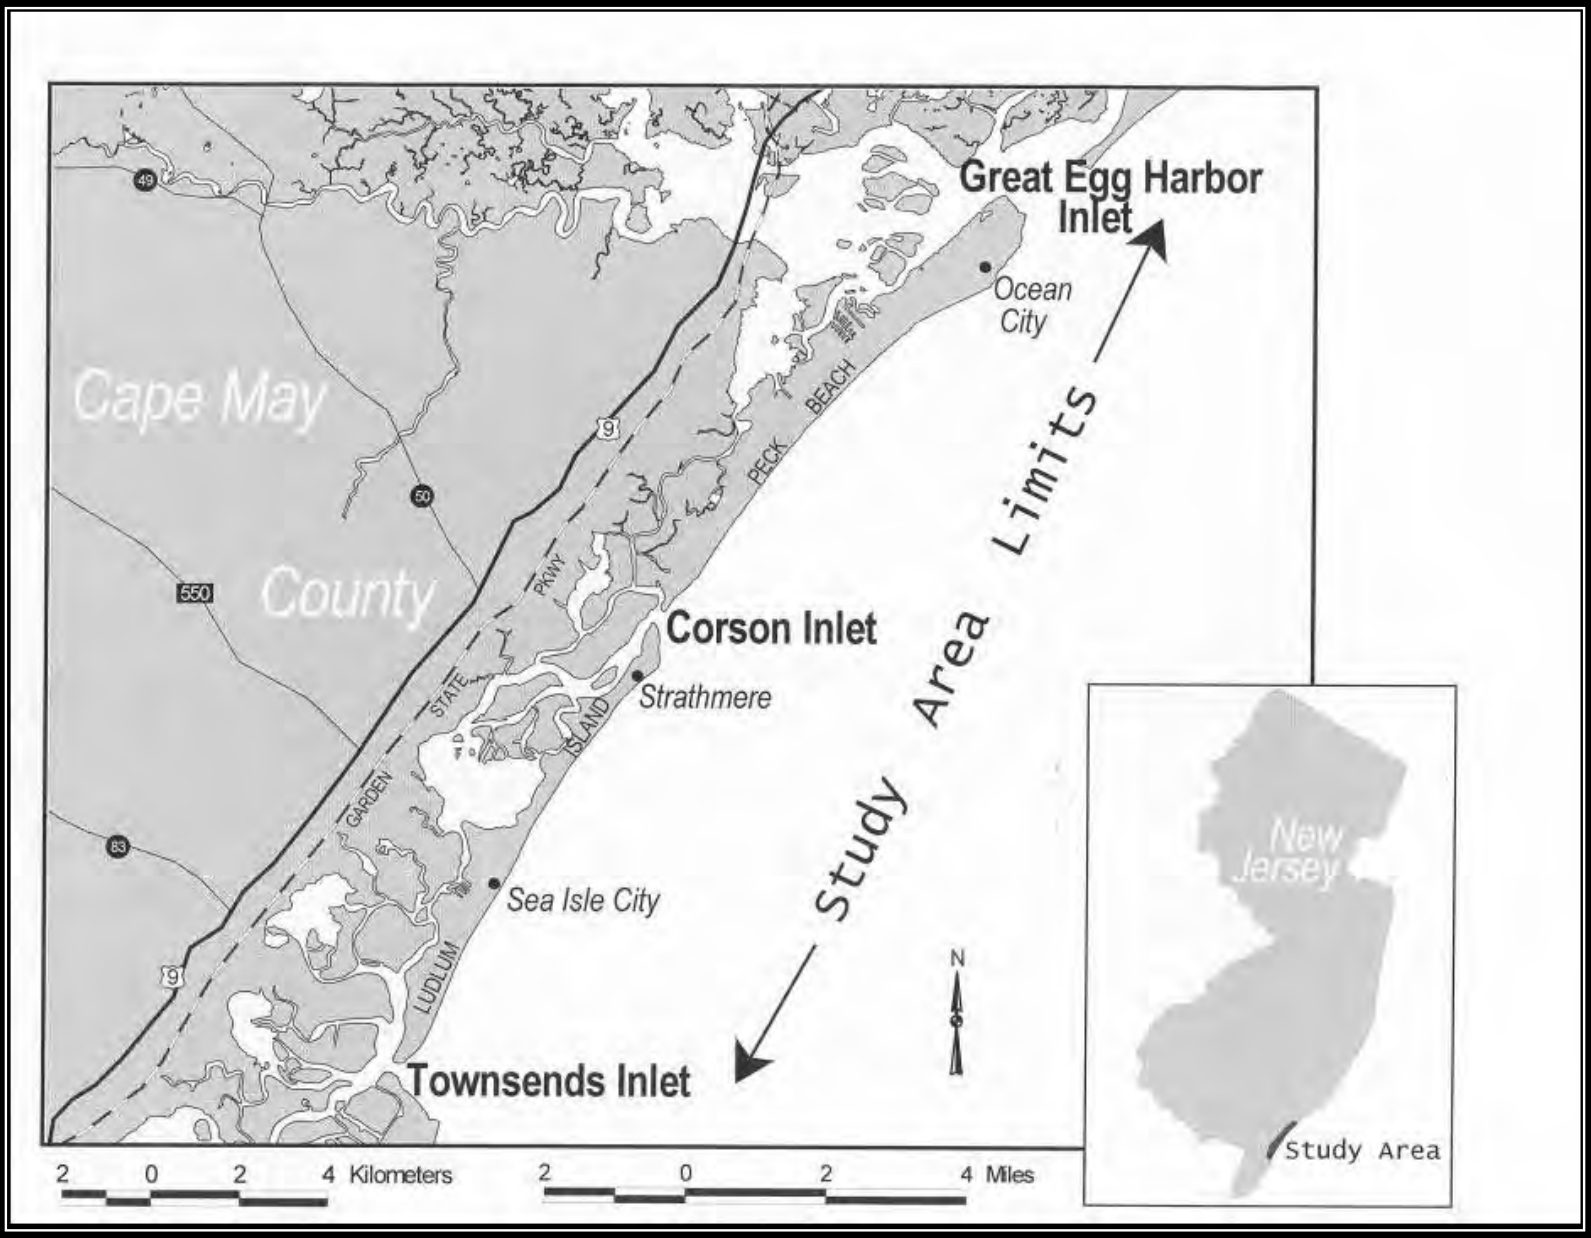 Great Egg Harbor
Inlet
49
Ocean
City
Cape May
BEACH
9
PECK
Study Area Limits
50
PKWY
550
County
Corson Inlet
STATE
Strathmere
ISLAND
GARDEN
83
New
Jersey
Sea Isle City
LUDLUM
9
N
Townsends Inlet
Study Area
2 0 2 4 Kilometers
2 0 2 4 Miles